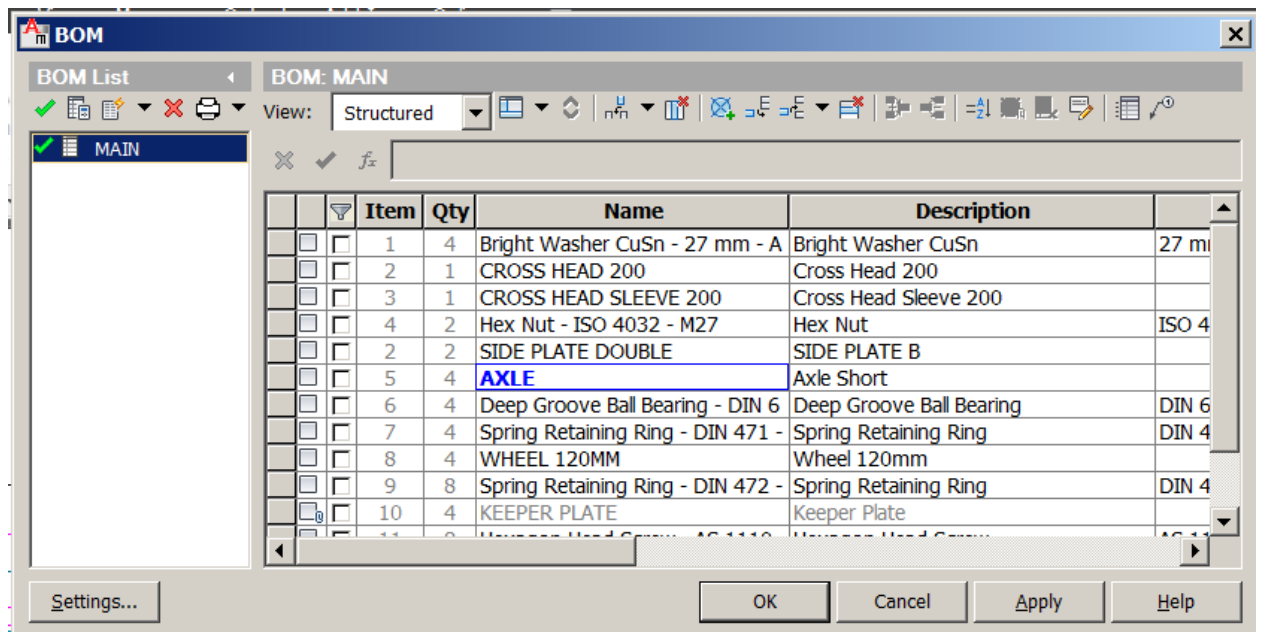 BOM
BOM List
BOM: MAIN
View: Structured
MAIN
Item Qty Name Description
1 4 Bright Washer CuSn - 27 mm - A Bright Washer CuSn 27
2 1 CROSS HEAD 200 Cross Head 200
3 1 CROSS HEAD SLEEVE 200 Cross Head Sleeve 200
4 2 Hex Nut - ISO 4032 - M27 Hex Nut ISO 4
2 2 SIDE PLATE DOUBLE SIDE PLATE B
5 4 AXLE Axle Short
6 4 Deep Groove Ball Bearing - DIN 6 Deep Groove Ball Bearing DIN 6
7 4 Spring Retaining Ring - DIN 471 - Spring Retaining Ring DIN 4
8 4 WHEEL 120MM Wheel 120mm
9 8 Spring Retaining Ring - DIN 472 - Spring Retaining Ring DIN 4
10 4 KEEPER PLATE Keeper Plate
Settings... OK Cancel Apply Help